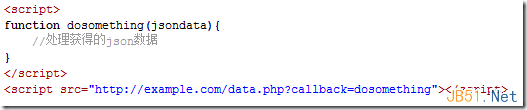 <script>
function dosomething(jsondata){
//处理获得的json数据
}
</script>
<script src="http://example.com/data.php?callback=dosomething"></script>
JB51.Net